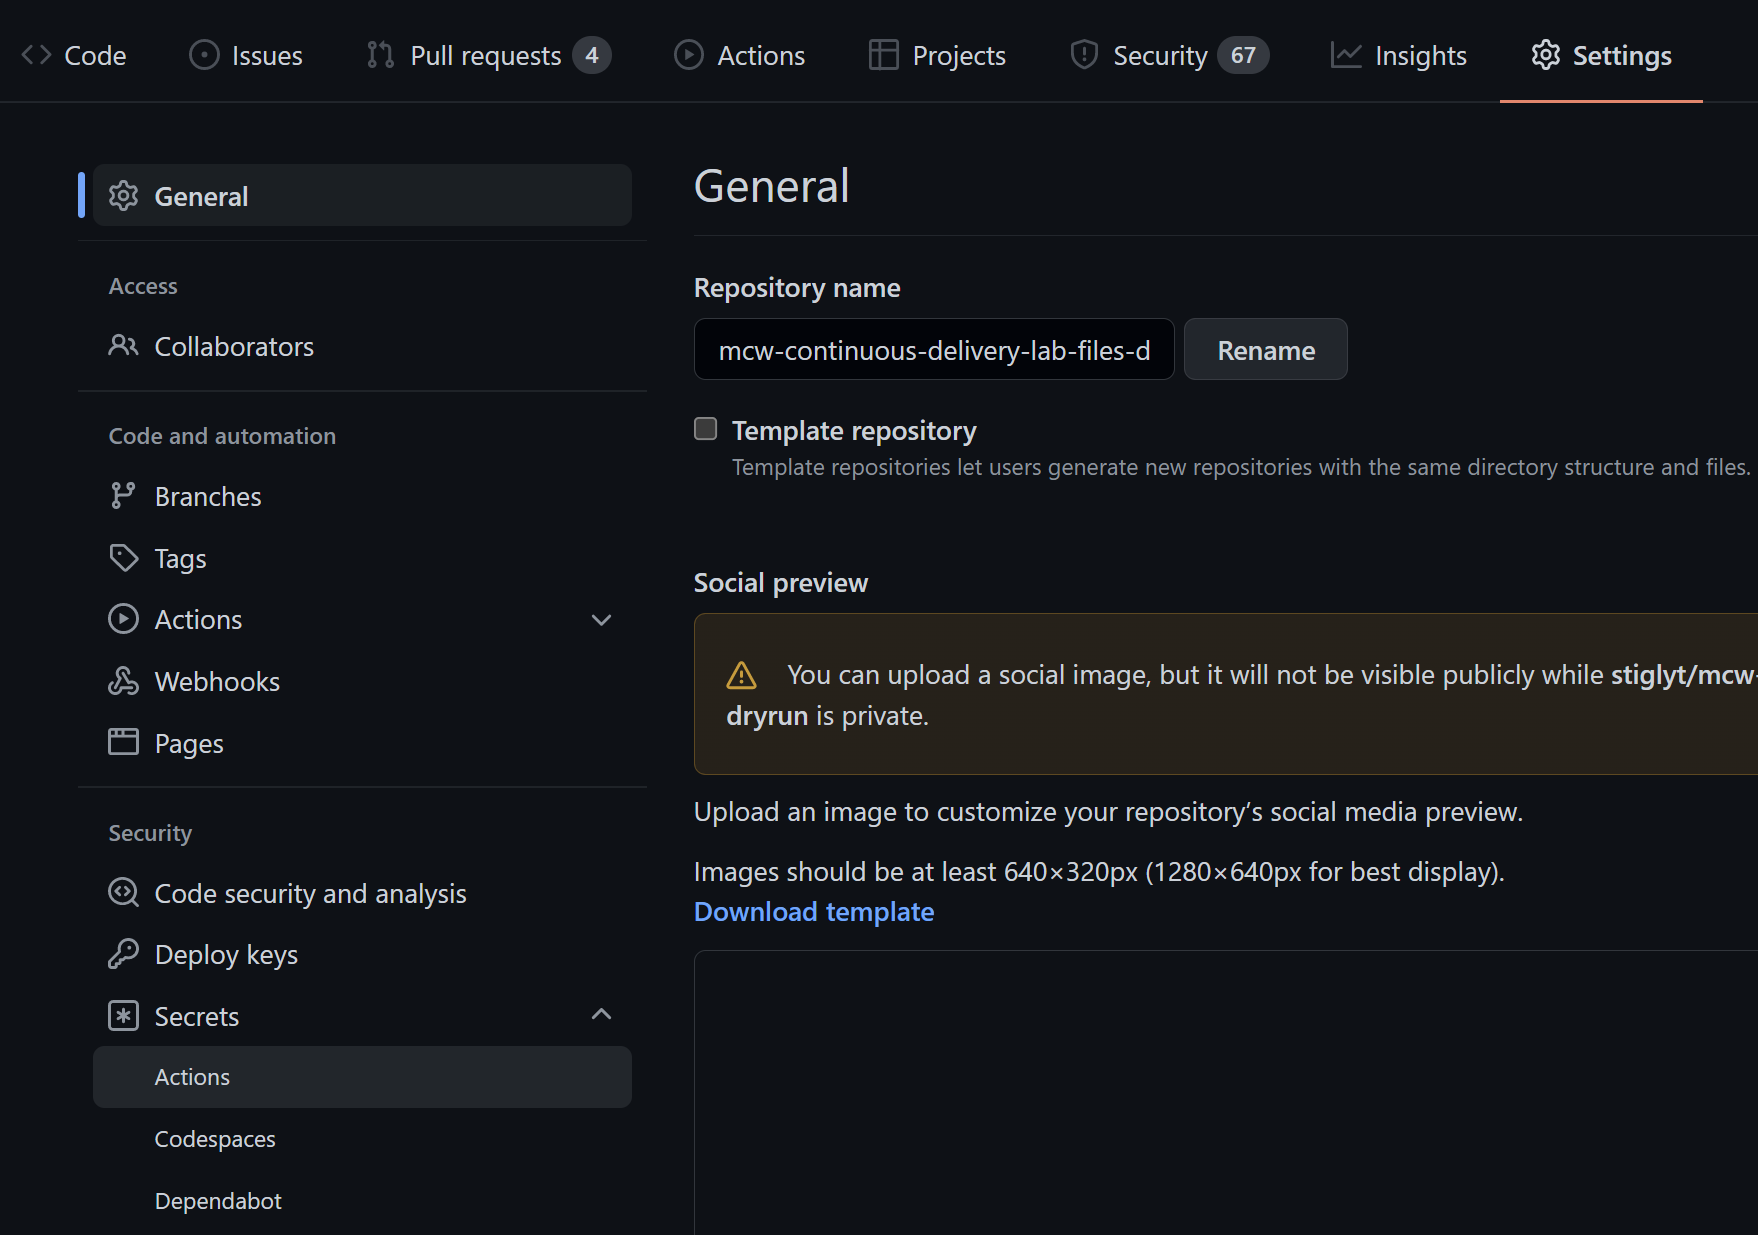 Code Issues Pull requests 4 Actions Projects Security 67 Insights Settings
General
Access
Collaborators
Code and automation
Branches
Tags
Actions
Webhooks
Pages
Security
Code security and analysis
Deploy keys
Secrets
Actions
Codespaces
Dependabot
General
Repository name
mcw-continuous-delivery-lab-files-d Rename
Template repository
Template repositories let users generate new repositories with the same directory structure and files.
Social preview
You can upload a social image, but it will not be visible publicly while stiglyt/mcw-
dryrun is private.
Upload an image to customize your repository’s social media preview.
Images should be at least 640×320px (1280×640px for best display).
Download template